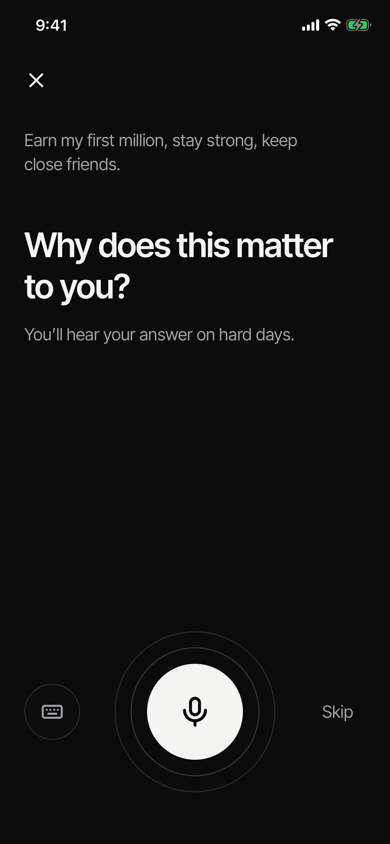 9:41
Earn my first million, stay strong, keep
close friends.
Why does this matter
to you?
You’ll hear your answer on hard days.
Skip